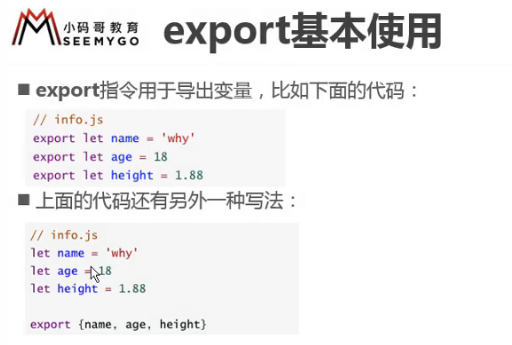 小码哥教育
SEEMYGO
export基本使用
■ export指令用于导出变量，比如下面的代码：
// info.js
export let name = 'why'
export let age = 18
export let height = 1.88
■ 上面的代码还有另外一种写法：
// info.js
let name = 'why'
let age = 18
let height = 1.88
export {name, age, height}